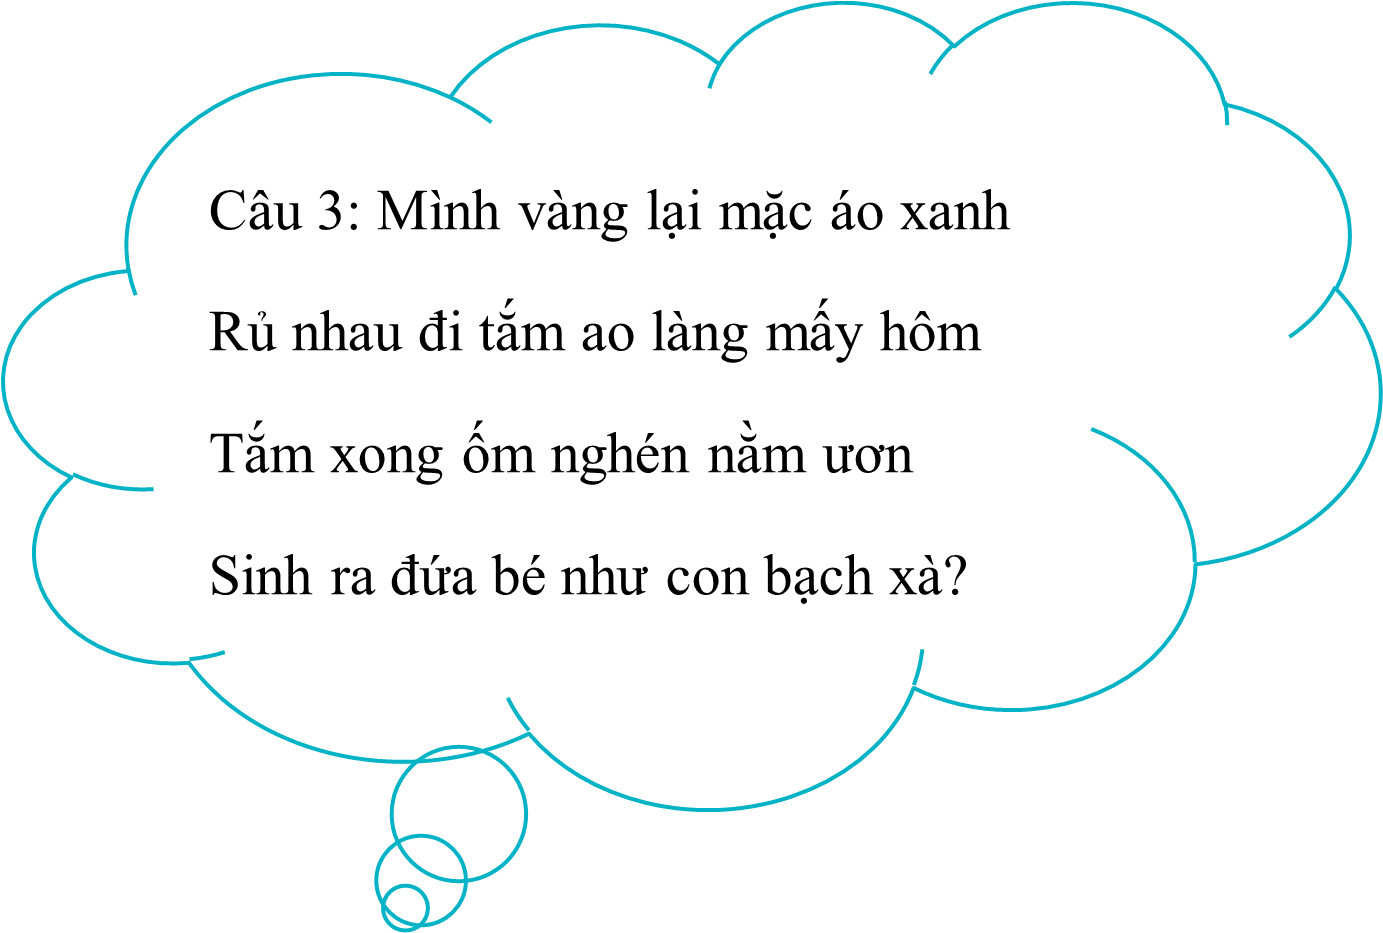 Câu 3: Mình vàng lại mặc áo xanh
Rủ nhau đi tắm ao làng mấy hôm
Tắm xong ốm nghén nằm ươn
Sinh ra đứa bé như con bạch xà?